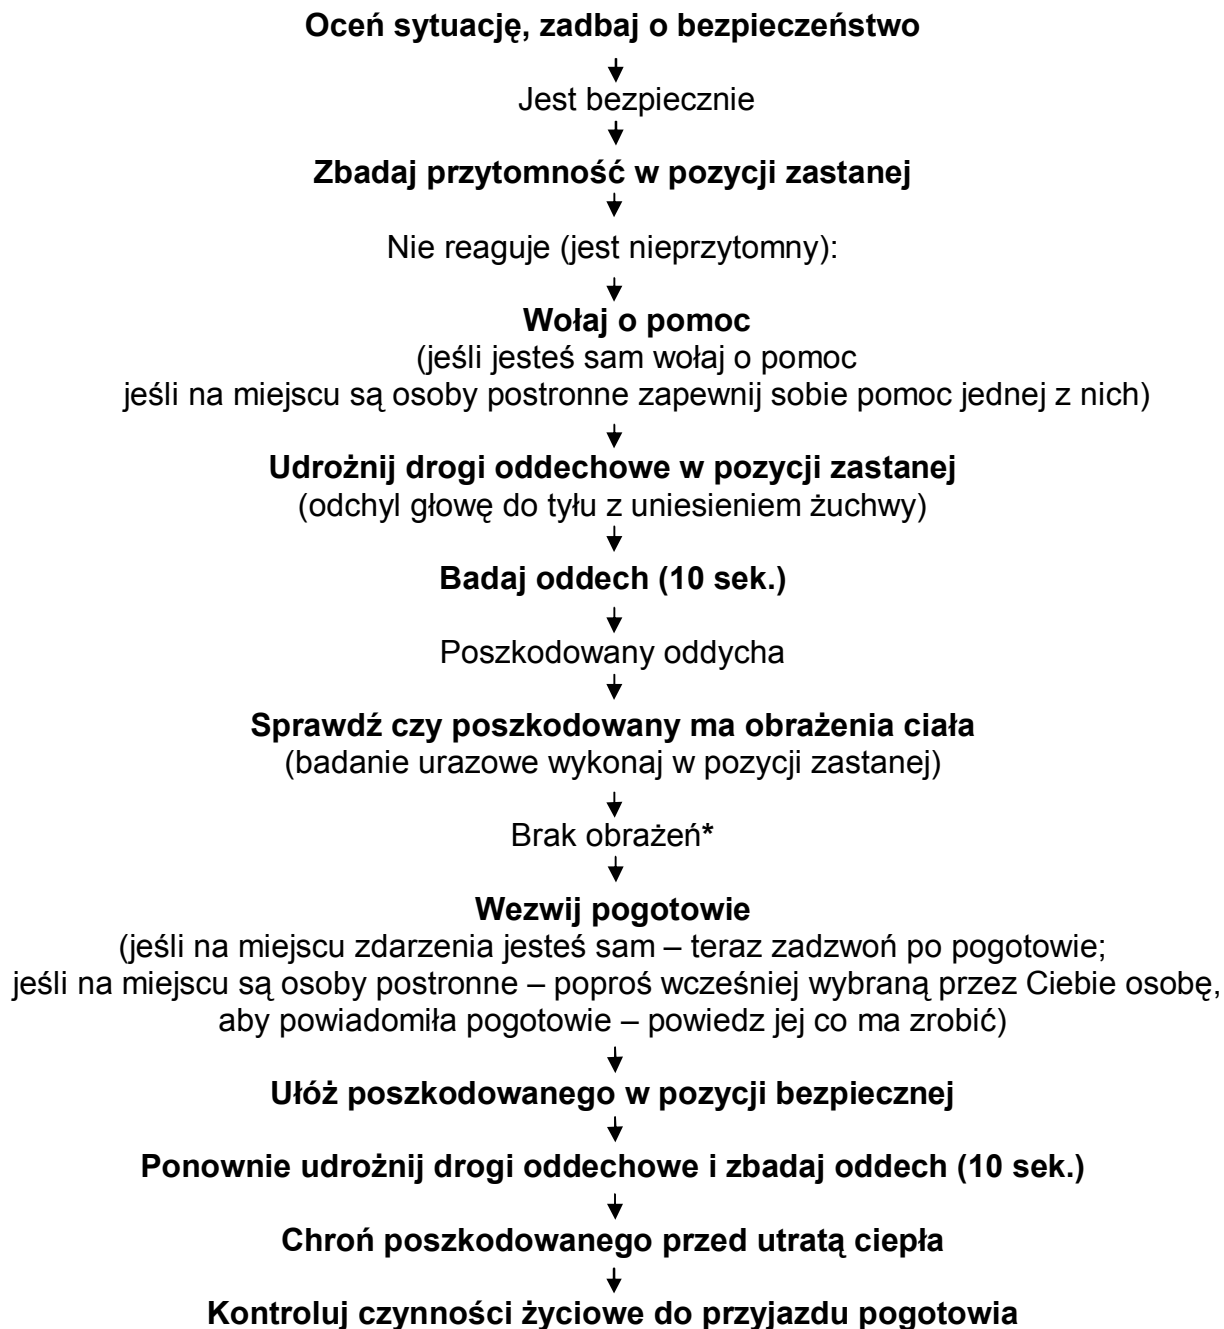 Oceń sytuację, zadbaj o bezpieczeństwo
Jest bezpiecznie
Zbadaj przytomność w pozycji zastanej
Nie reaguje (jest nieprzytomny):
Wołaj o pomoc
(jeśli jesteś sam wołaj o pomoc
jeśli na miejscu są osoby postronne zapewnij sobie pomoc jednej z nich)
Udrożnij drogi oddechowe w pozycji zastanej
(odchyl głowę do tyłu z uniesieniem żuchwy)
Badaj oddech (10 sek.)
Poszkodowany oddycha
Sprawdź czy poszkodowany ma obrażenia ciała
(badanie urazowe wykonaj w pozycji zastanej)
Brak obrażeń*
Wezwij pogotowie
(jeśli na miejscu zdarzenia jesteś sam – teraz zadzwoń po pogotowie;
jeśli na miejscu są osoby postronne – poproś wcześniej wybraną przez Ciebie osobę,
aby powiadomiła pogotowie – powiedz jej co ma zrobić)
Ułóż poszkodowanego w pozycji bezpiecznej
Ponownie udrożnij drogi oddechowe i zbadaj oddech (10 sek.)
Chroń poszkodowanego przed utratą ciepła
Kontroluj czynności życiowe do przyjazdu pogotowia